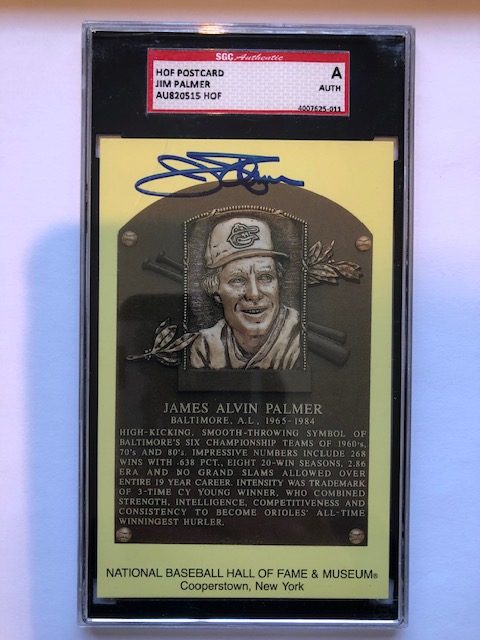 SGC Authentic
HOF POSTCARD
JIM PALMER
AU820515 HOF
A
AUTH
4007625-011
JAMES ALVIN PALMER
BALTIMORE, A.L., 1965-1984
HIGH-KICKING, SMOOTH-THROWING SYMBOL OF
BALTIMORE'S SIX CHAMPIONSHIP TEAMS OF 1960's,
70's AND 80's. IMPRESSIVE NUMBERS INCLUDE 268
WINS WITH .638 PCT., EIGHT 20-WIN SEASONS, 2.86
ERA AND NO GRAND SLAMS ALLOWED OVER
ENTIRE 19 YEAR CAREER. INTENSITY WAS TRADEMARK
OF 3-TIME CY YOUNG WINNER, WHO COMBINED
STRENGTH, INTELLIGENCE, COMPETITIVENESS AND
CONSISTENCY TO BECOME ORIOLES' ALL-TIME
WINNINGEST HURLER.
NATIONAL BASEBALL HALL OF FAME & MUSEUM®
Cooperstown, New York